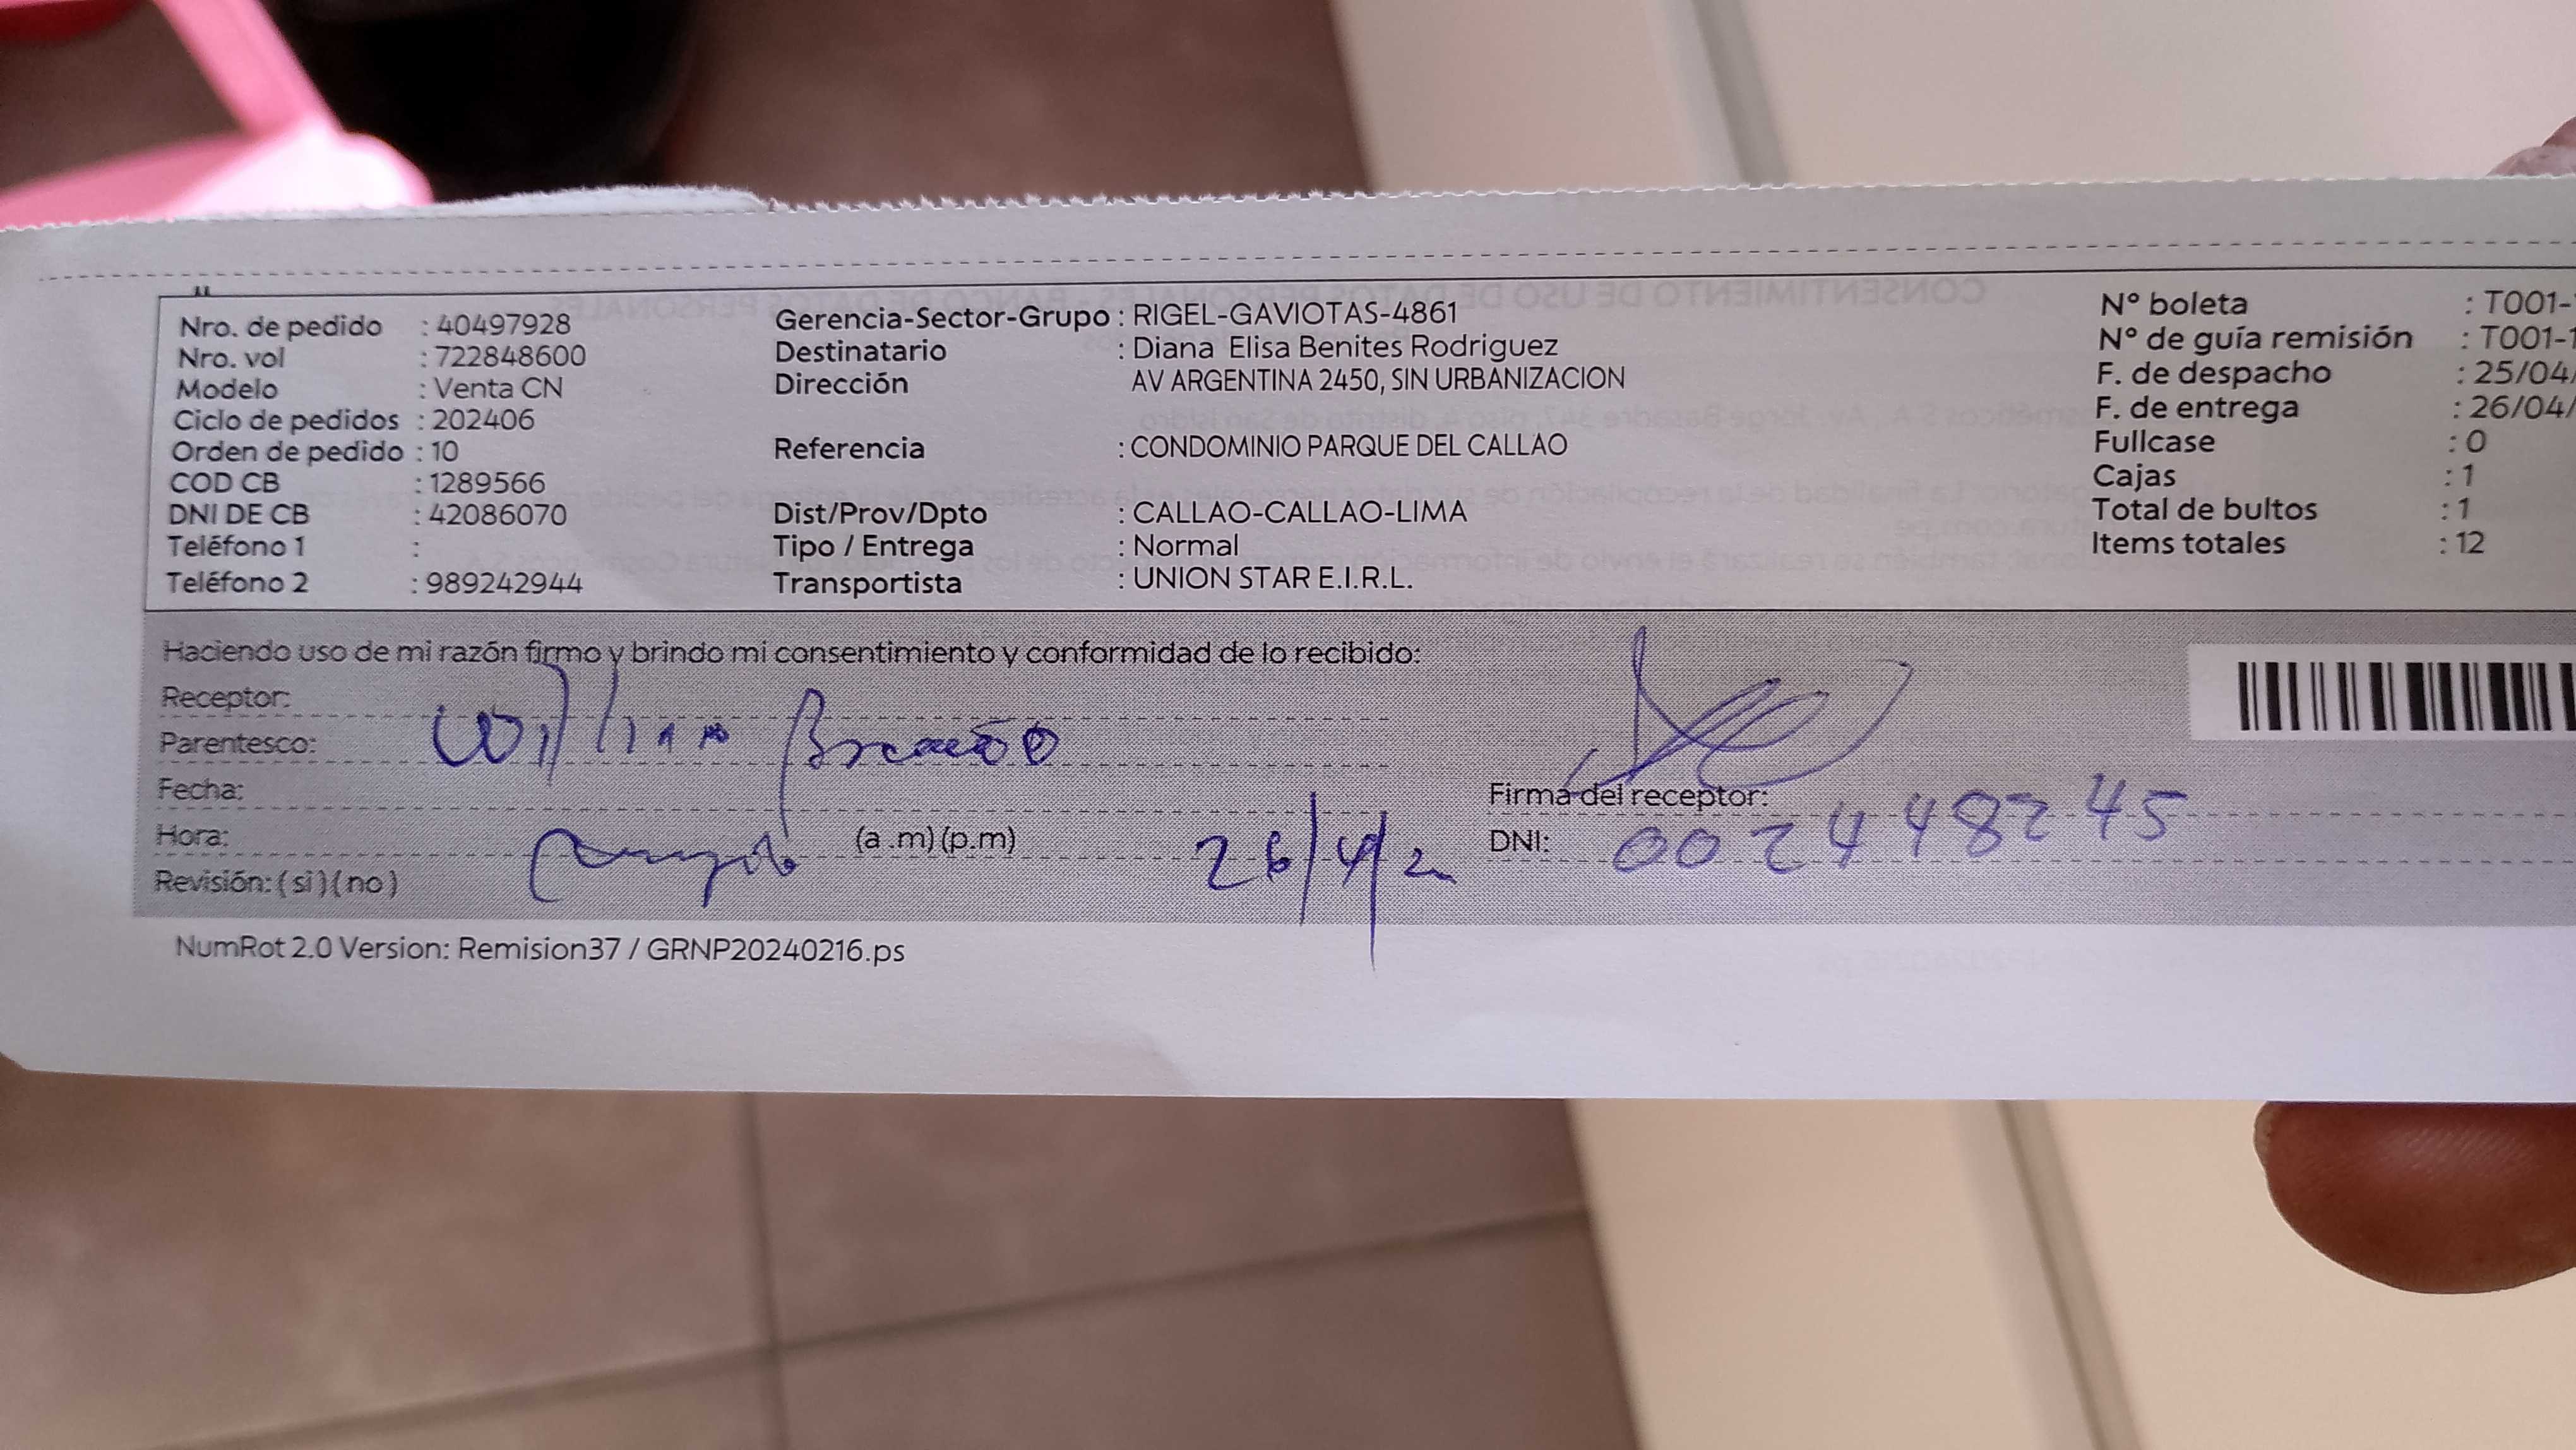 Nro. de pedido : 40497928
Nro. vol : 722848600
Modelo : Venta CN
Ciclo de pedidos : 202406
Orden de pedido : 10
COD CB : 1289566
DNI DE CB : 42086070
Teléfono 1 :
Teléfono 2 : 989242944
Gerencia-Sector-Grupo : RIGEL-GAVIOTAS-4861
Destinatario : Diana Elisa Benites Rodriguez
Dirección AV ARGENTINA 2450, SIN URBANIZACION
Referencia : CONDOMINIO PARQUE DEL CALLAO
Dist/Prov/Dpto : CALLAO-CALLAO-LIMA
Tipo / Entrega : Normal
Transportista : UNION STAR E.I.R.L.
N° boleta : T001-
N° de guía remisión : T001-1
F. de despacho : 25/04/
F. de entrega : 26/04/
Fullcase : 0
Cajas : 1
Total de bultos : 1
Items totales : 12
Haciendo uso de mi razón firmo y brindo mi consentimiento y conformidad de lo recibido:
Receptor:
Parentesco: William
Fecha:
Hora: (a.m)(p.m) 26/4/2
Revisión: (si)(no)
Firma del receptor:
DNI: 002448245
NumRot 2.0 Version: Remision37 / GRNP20240216.ps